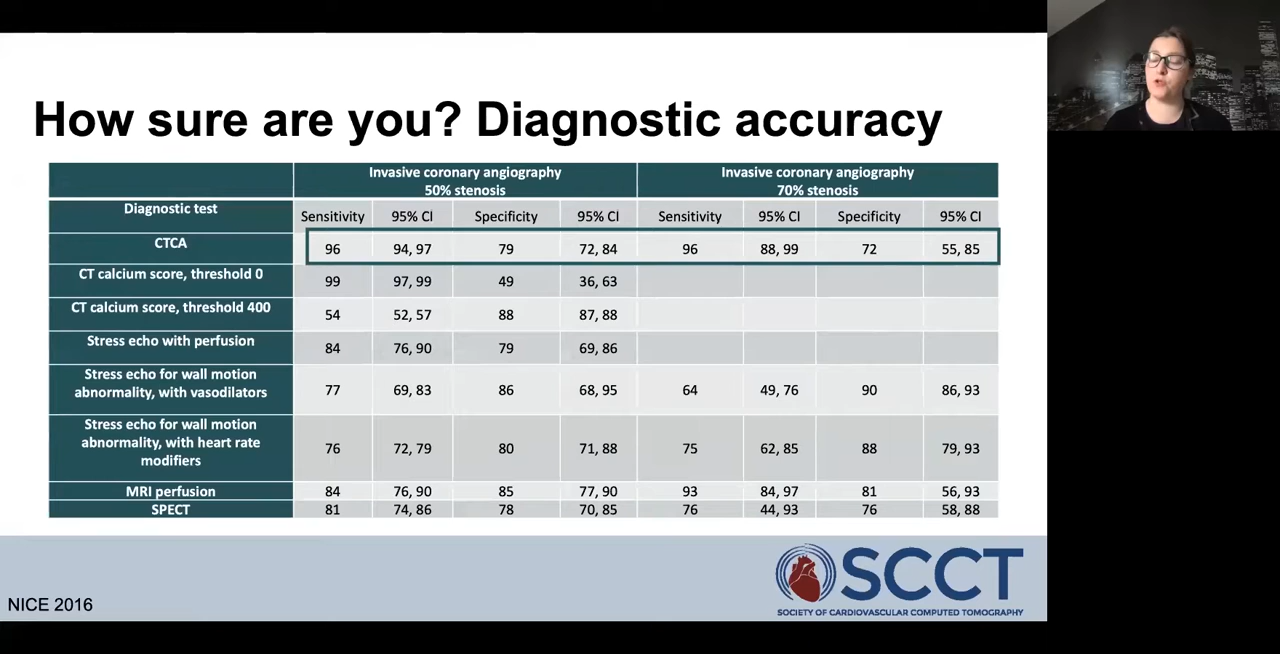 How sure are you? Diagnostic accuracy
Invasive coronary angiography
50% stenosis
Invasive coronary angiography
70% stenosis
Diagnostic test
Sensitivity 95% CI Specificity 95% CI Sensitivity 95% CI Specificity 95% CI
CTCA 96 94, 97 79 72, 84 96 88, 99 72 55, 85
CT calcium score, threshold 0 99 97, 99 49 36, 63
CT calcium score, threshold 400 54 52, 57 88 87, 88
Stress echo with perfusion 84 76, 90 79 69, 86
Stress echo for wall motion
abnormality, with vasodilators 77 69, 83 86 68, 95 64 49, 76 90 86, 93
Stress echo for wall motion
abnormality, with heart rate
modifiers 76 72, 79 80 71, 88 75 62, 85 88 79, 93
MRI perfusion 84 76, 90 85 77, 90 93 84, 97 81 56, 93
SPECT 81 74, 86 78 70, 85 76 44, 93 76 58, 88
NICE 2016
SCCT
SOCIETY OF CARDIOVASCULAR COMPUTED TOMOGRAPHY